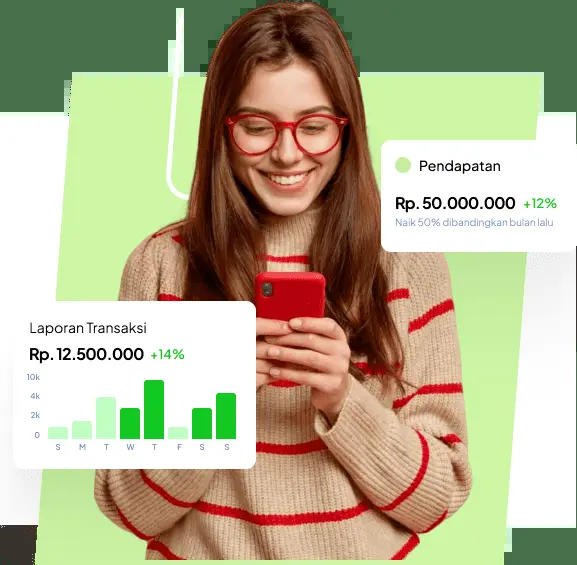 Pendapatan
Rp. 50.000.000 +12%
Naik 50% dibandingkan bulan lalu
Laporan Transaksi
Rp. 12.500.000 +14%
10k
4k
2k
0
S M T W T F S S